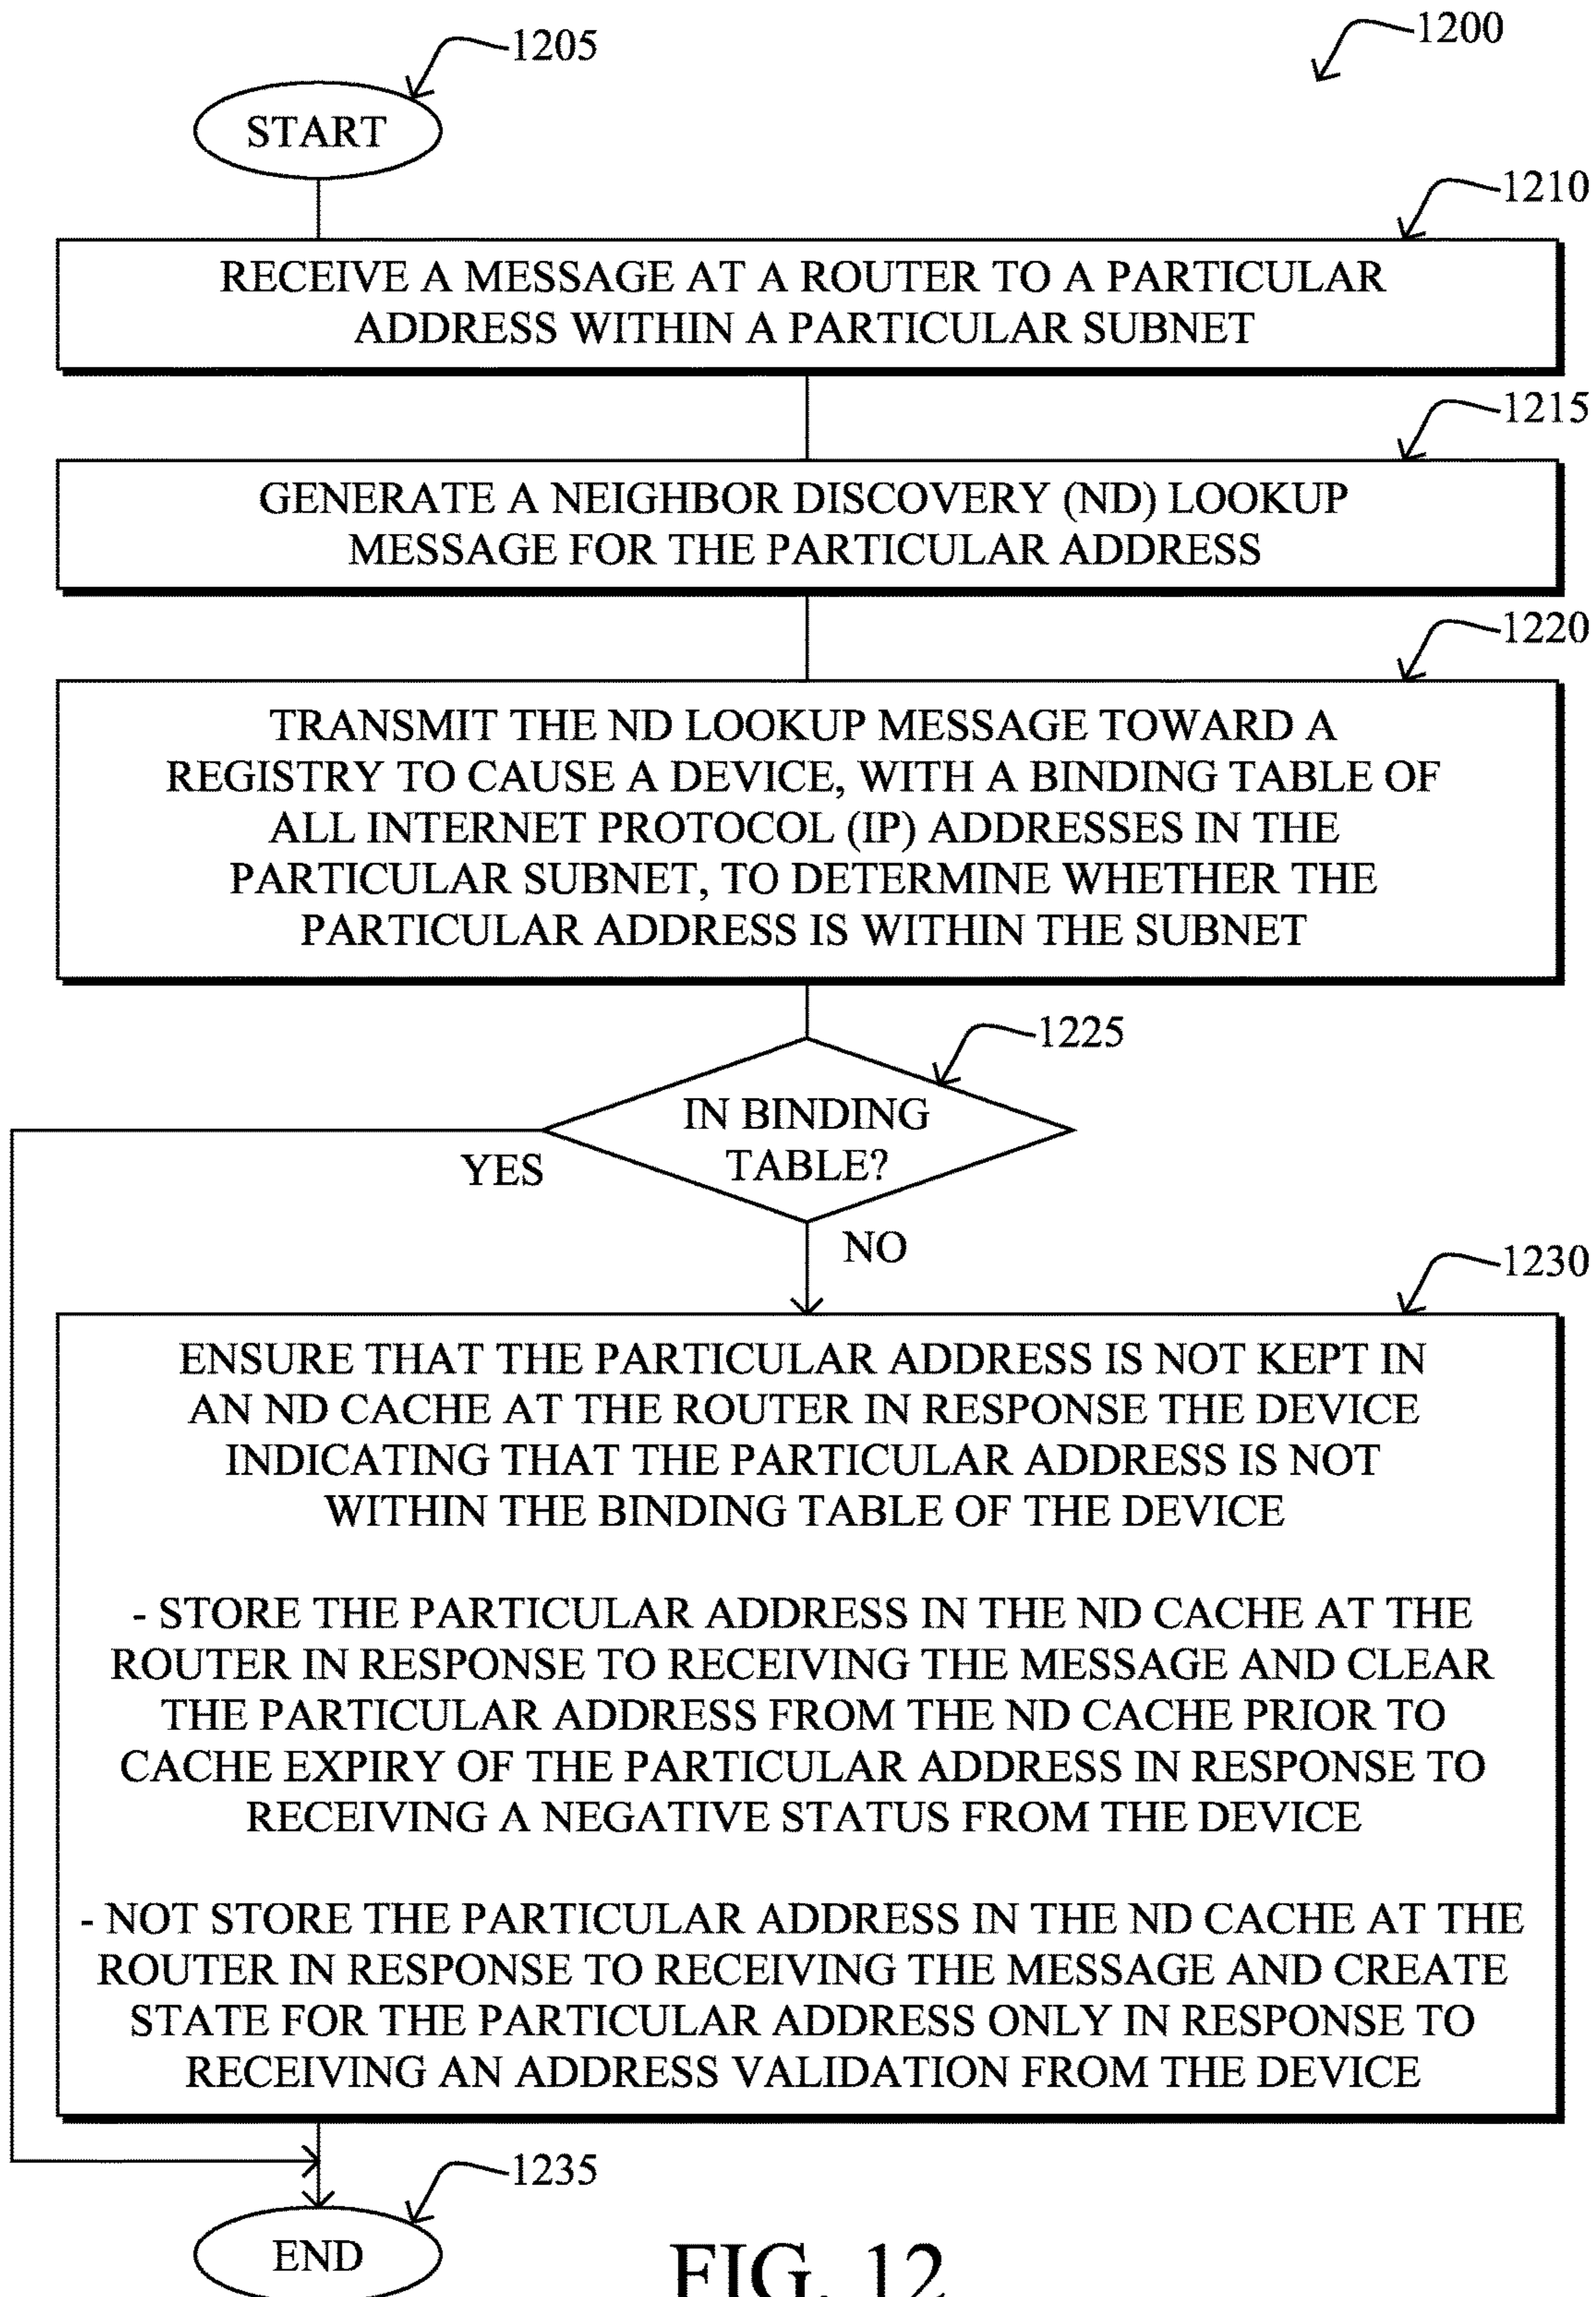 1200
1205
START
1210
RECEIVE A MESSAGE AT A ROUTER TO A PARTICULAR
ADDRESS WITHIN A PARTICULAR SUBNET
1215
GENERATE A NEIGHBOR DISCOVERY (ND) LOOKUP
MESSAGE FOR THE PARTICULAR ADDRESS
1220
TRANSMIT THE ND LOOKUP MESSAGE TOWARD A
REGISTRY TO CAUSE A DEVICE, WITH A BINDING TABLE OF
ALL INTERNET PROTOCOL (IP) ADDRESSES IN THE
PARTICULAR SUBNET, TO DETERMINE WHETHER THE
PARTICULAR ADDRESS IS WITHIN THE SUBNET
1225
IN BINDING
TABLE?
YES
NO
1230
ENSURE THAT THE PARTICULAR ADDRESS IS NOT KEPT IN
AN ND CACHE AT THE ROUTER IN RESPONSE THE DEVICE
INDICATING THAT THE PARTICULAR ADDRESS IS NOT
WITHIN THE BINDING TABLE OF THE DEVICE
- STORE THE PARTICULAR ADDRESS IN THE ND CACHE AT THE
ROUTER IN RESPONSE TO RECEIVING THE MESSAGE AND CLEAR
THE PARTICULAR ADDRESS FROM THE ND CACHE PRIOR TO
CACHE EXPIRY OF THE PARTICULAR ADDRESS IN RESPONSE TO
RECEIVING A NEGATIVE STATUS FROM THE DEVICE
- NOT STORE THE PARTICULAR ADDRESS IN THE ND CACHE AT THE
ROUTER IN RESPONSE TO RECEIVING THE MESSAGE AND CREATE
STATE FOR THE PARTICULAR ADDRESS ONLY IN RESPONSE TO
RECEIVING AN ADDRESS VALIDATION FROM THE DEVICE
1235
END
FIG. 12